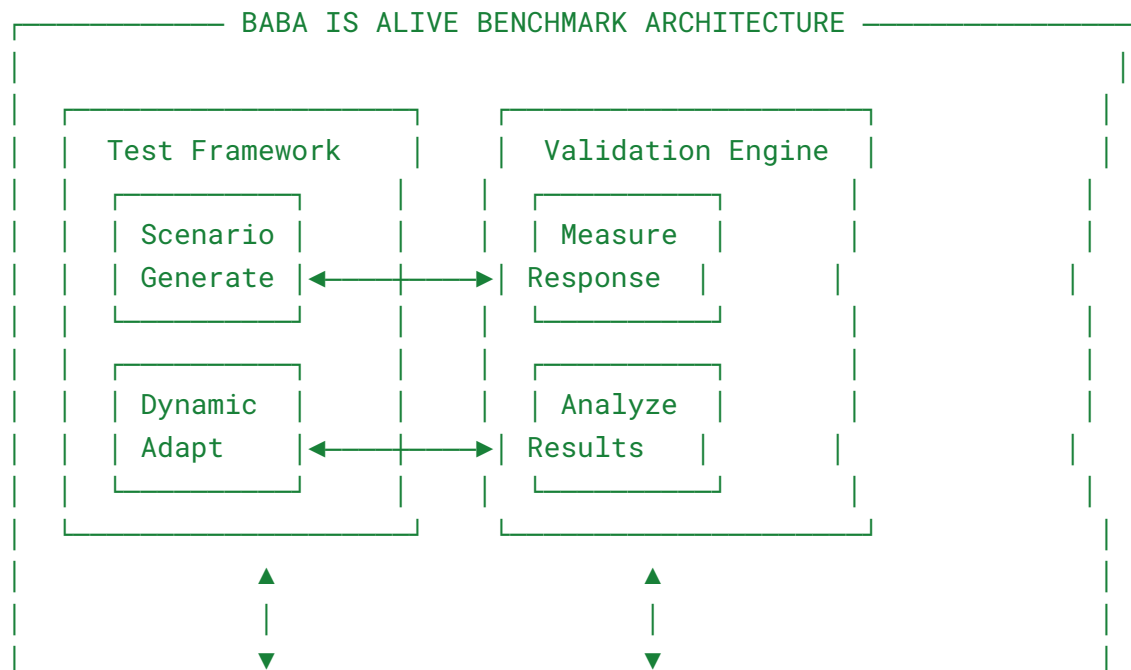 BABA IS ALIVE BENCHMARK ARCHITECTURE
Test Framework Validation Engine
Scenario Measure
Generate Response
Dynamic Analyze
Adapt Results